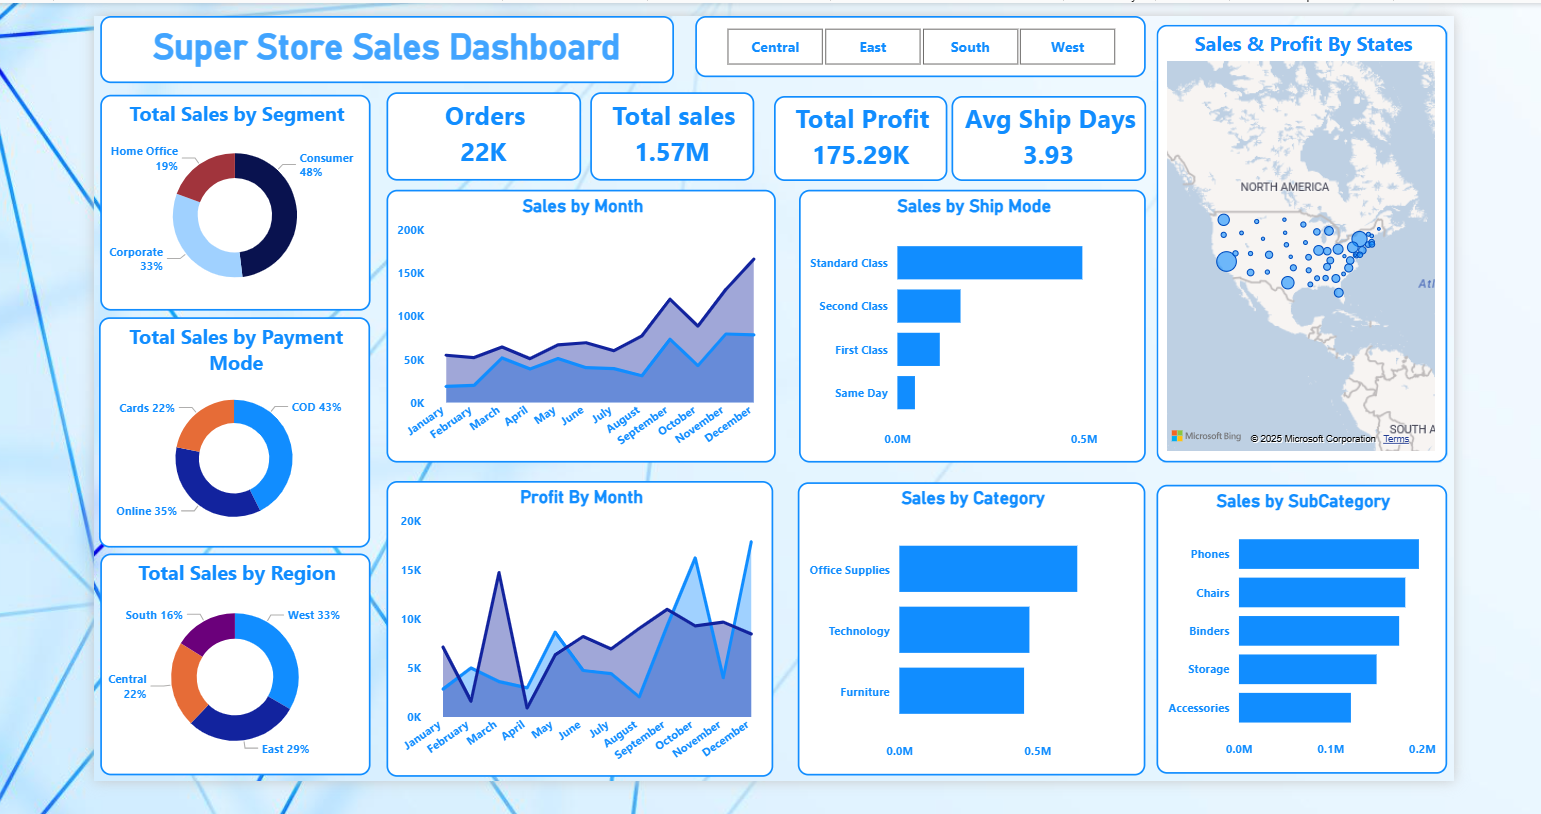 Super Store Sales Dashboard
Central
East
South
West
Sales & Profit By States
Total Sales by Segment
Home Office
19%
Consumer
48%
Corporate
33%
Orders
22K
Total sales
1.57M
Total Profit
175.29K
Avg Ship Days
3.93
Sales by Month
200K
150K
100K
50K
0K
January
February
March
April
May
June
July
August
September
October
November
December
Sales by Ship Mode
Standard Class
Second Class
First Class
Same Day
0.0M
0.5M
NORTH AMERICA
Atl
SOUTH A
Microsoft Bing
© 2025 Microsoft Corporation
Terms
Total Sales by Payment
Mode
Cards 22%
COD 43%
Online 35%
Total Sales by Region
South 16%
West 33%
Central
22%
East 29%
Profit By Month
20K
15K
10K
5K
0K
January
February
March
April
May
June
July
August
September
October
November
December
Sales by Category
Office Supplies
Technology
Furniture
0.0M
0.5M
Sales by SubCategory
Phones
Chairs
Binders
Storage
Accessories
0.0M
0.1M
0.2M